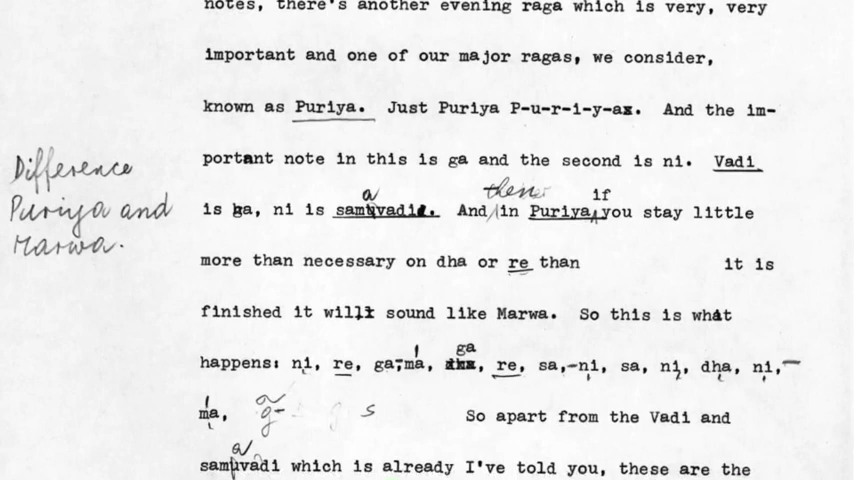 notes, there's another evening raga which is very, very
important and one of our major ragas, we consider,
known as Puriya. Just Puriya P-u-r-i-y-a. And the im-
Difference
Puriya and
Marwa.
portant note in this is ga and the second is ni. Vadi
a
then
if
is ga, ni is samvadi. And in Puriya, you stay little
more than necessary on dha or re than it is
finished it will sound like Marwa. So this is what
ga
happens: ni, re, ga-ma, re, sa,-ni, sa, ni, dha, ni,-
ma, g- g s So apart from the Vadi and
a
samvadi which is already I've told you, these are the